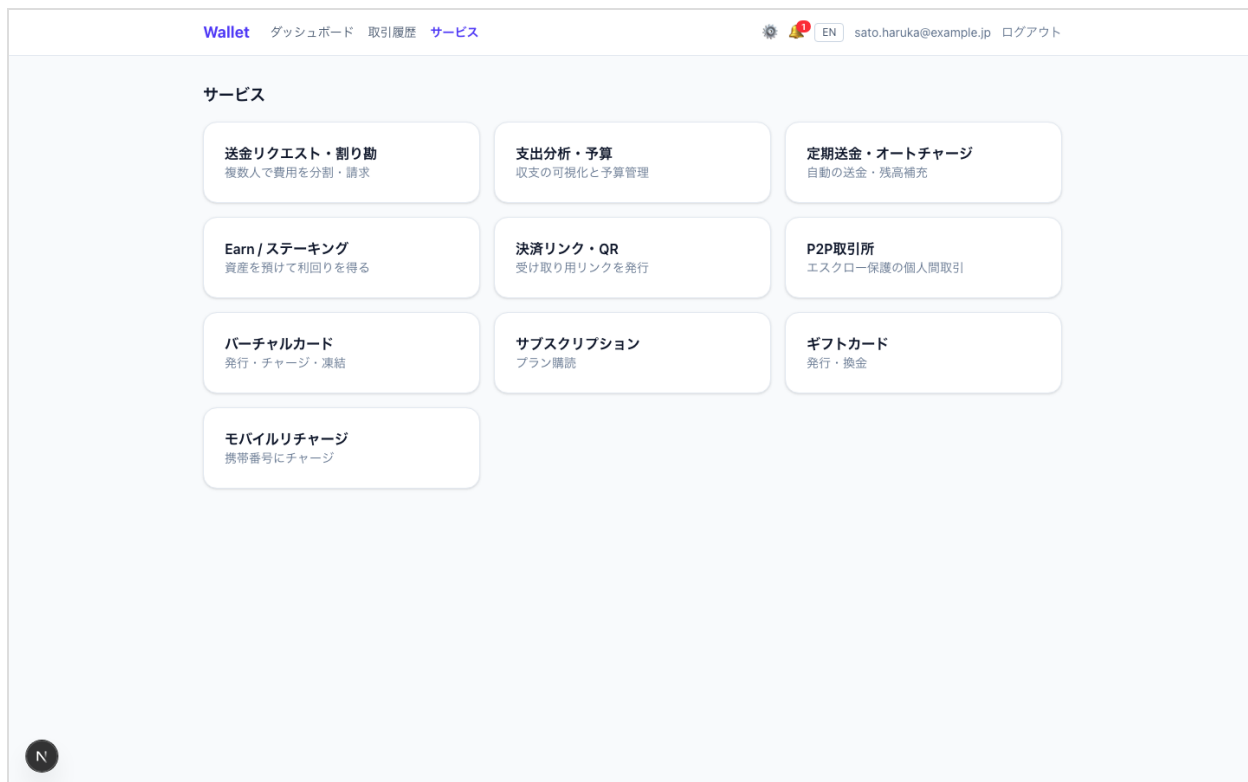 Wallet ダッシュボード 取引履歴 サービス 1 EN sato.haruka@example.jp ログアウト
サービス
送金リクエスト・割り勘
複数人で費用を分割・請求
支出分析・予算
収支の可視化と予算管理
定期送金・オートチャージ
自動の送金・残高補充
Earn / ステーキング
資産を預けて利回りを得る
決済リンク・QR
受け取り用リンクを発行
P2P取引所
エスクロー保護の個人間取引
バーチャルカード
発行・チャージ・凍結
サブスクリプション
プラン購読
ギフトカード
発行・換金
モバイルリチャージ
携帯番号にチャージ
N